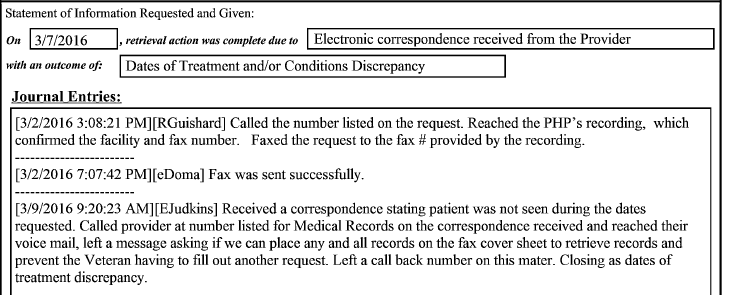 Statement of Information Requested and Given:
On 3/7/2016 , retrieval action was complete due to Electronic correspondence received from the Provider
with an outcome of: Dates of Treatment and/or Conditions Discrepancy
Journal Entries:
[3/2/2016 3:08:21 PM][RGuishard] Called the number listed on the request. Reached the PHP's recording, which
confirmed the facility and fax number. Faxed the request to the fax # provided by the recording.
------------------------
[3/2/2016 7:07:42 PM][eDoma] Fax was sent successfully.
------------------------
[3/9/2016 9:20:23 AM][EJudkins] Received a correspondence stating patient was not seen during the dates
requested. Called provider at number listed for Medical Records on the correspondence received and reached their
voice mail, left a message asking if we can place any and all records on the fax cover sheet to retrieve records and
prevent the Veteran having to fill out another request. Left a call back number on this mater. Closing as dates of
treatment discrepancy.